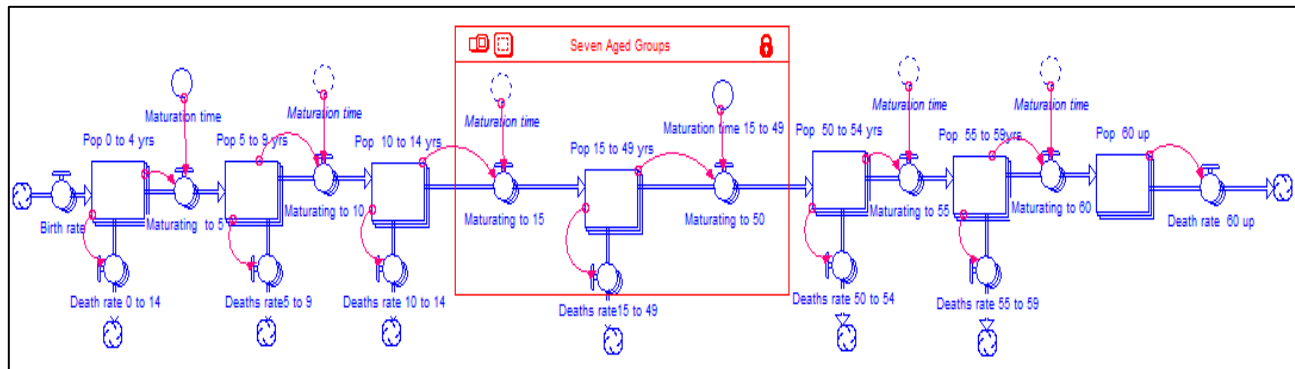 Seven Aged Groups
Maturation time
Maturation time
Maturation time
Maturation time 15 to 49
Maturation time
Maturation time
Pop 0 to 4 yrs
Pop 5 to 9 yrs
Pop 10 to 14 yrs
Pop 15 to 49 yrs
Pop 50 to 54 yrs
Pop 55 to 59yrs
Pop 60 up
Birth rate
Maturating to 5
Maturating to 10
Maturating to 15
Maturating to 50
Maturating to 55
Maturating to 60
Death rate 60 up
Death rate 0 to 14
Deaths rate5 to 9
Death rate 10 to 14
Deaths rate15 to 49
Death rate 50 to 54
Deaths rate 55 to 59